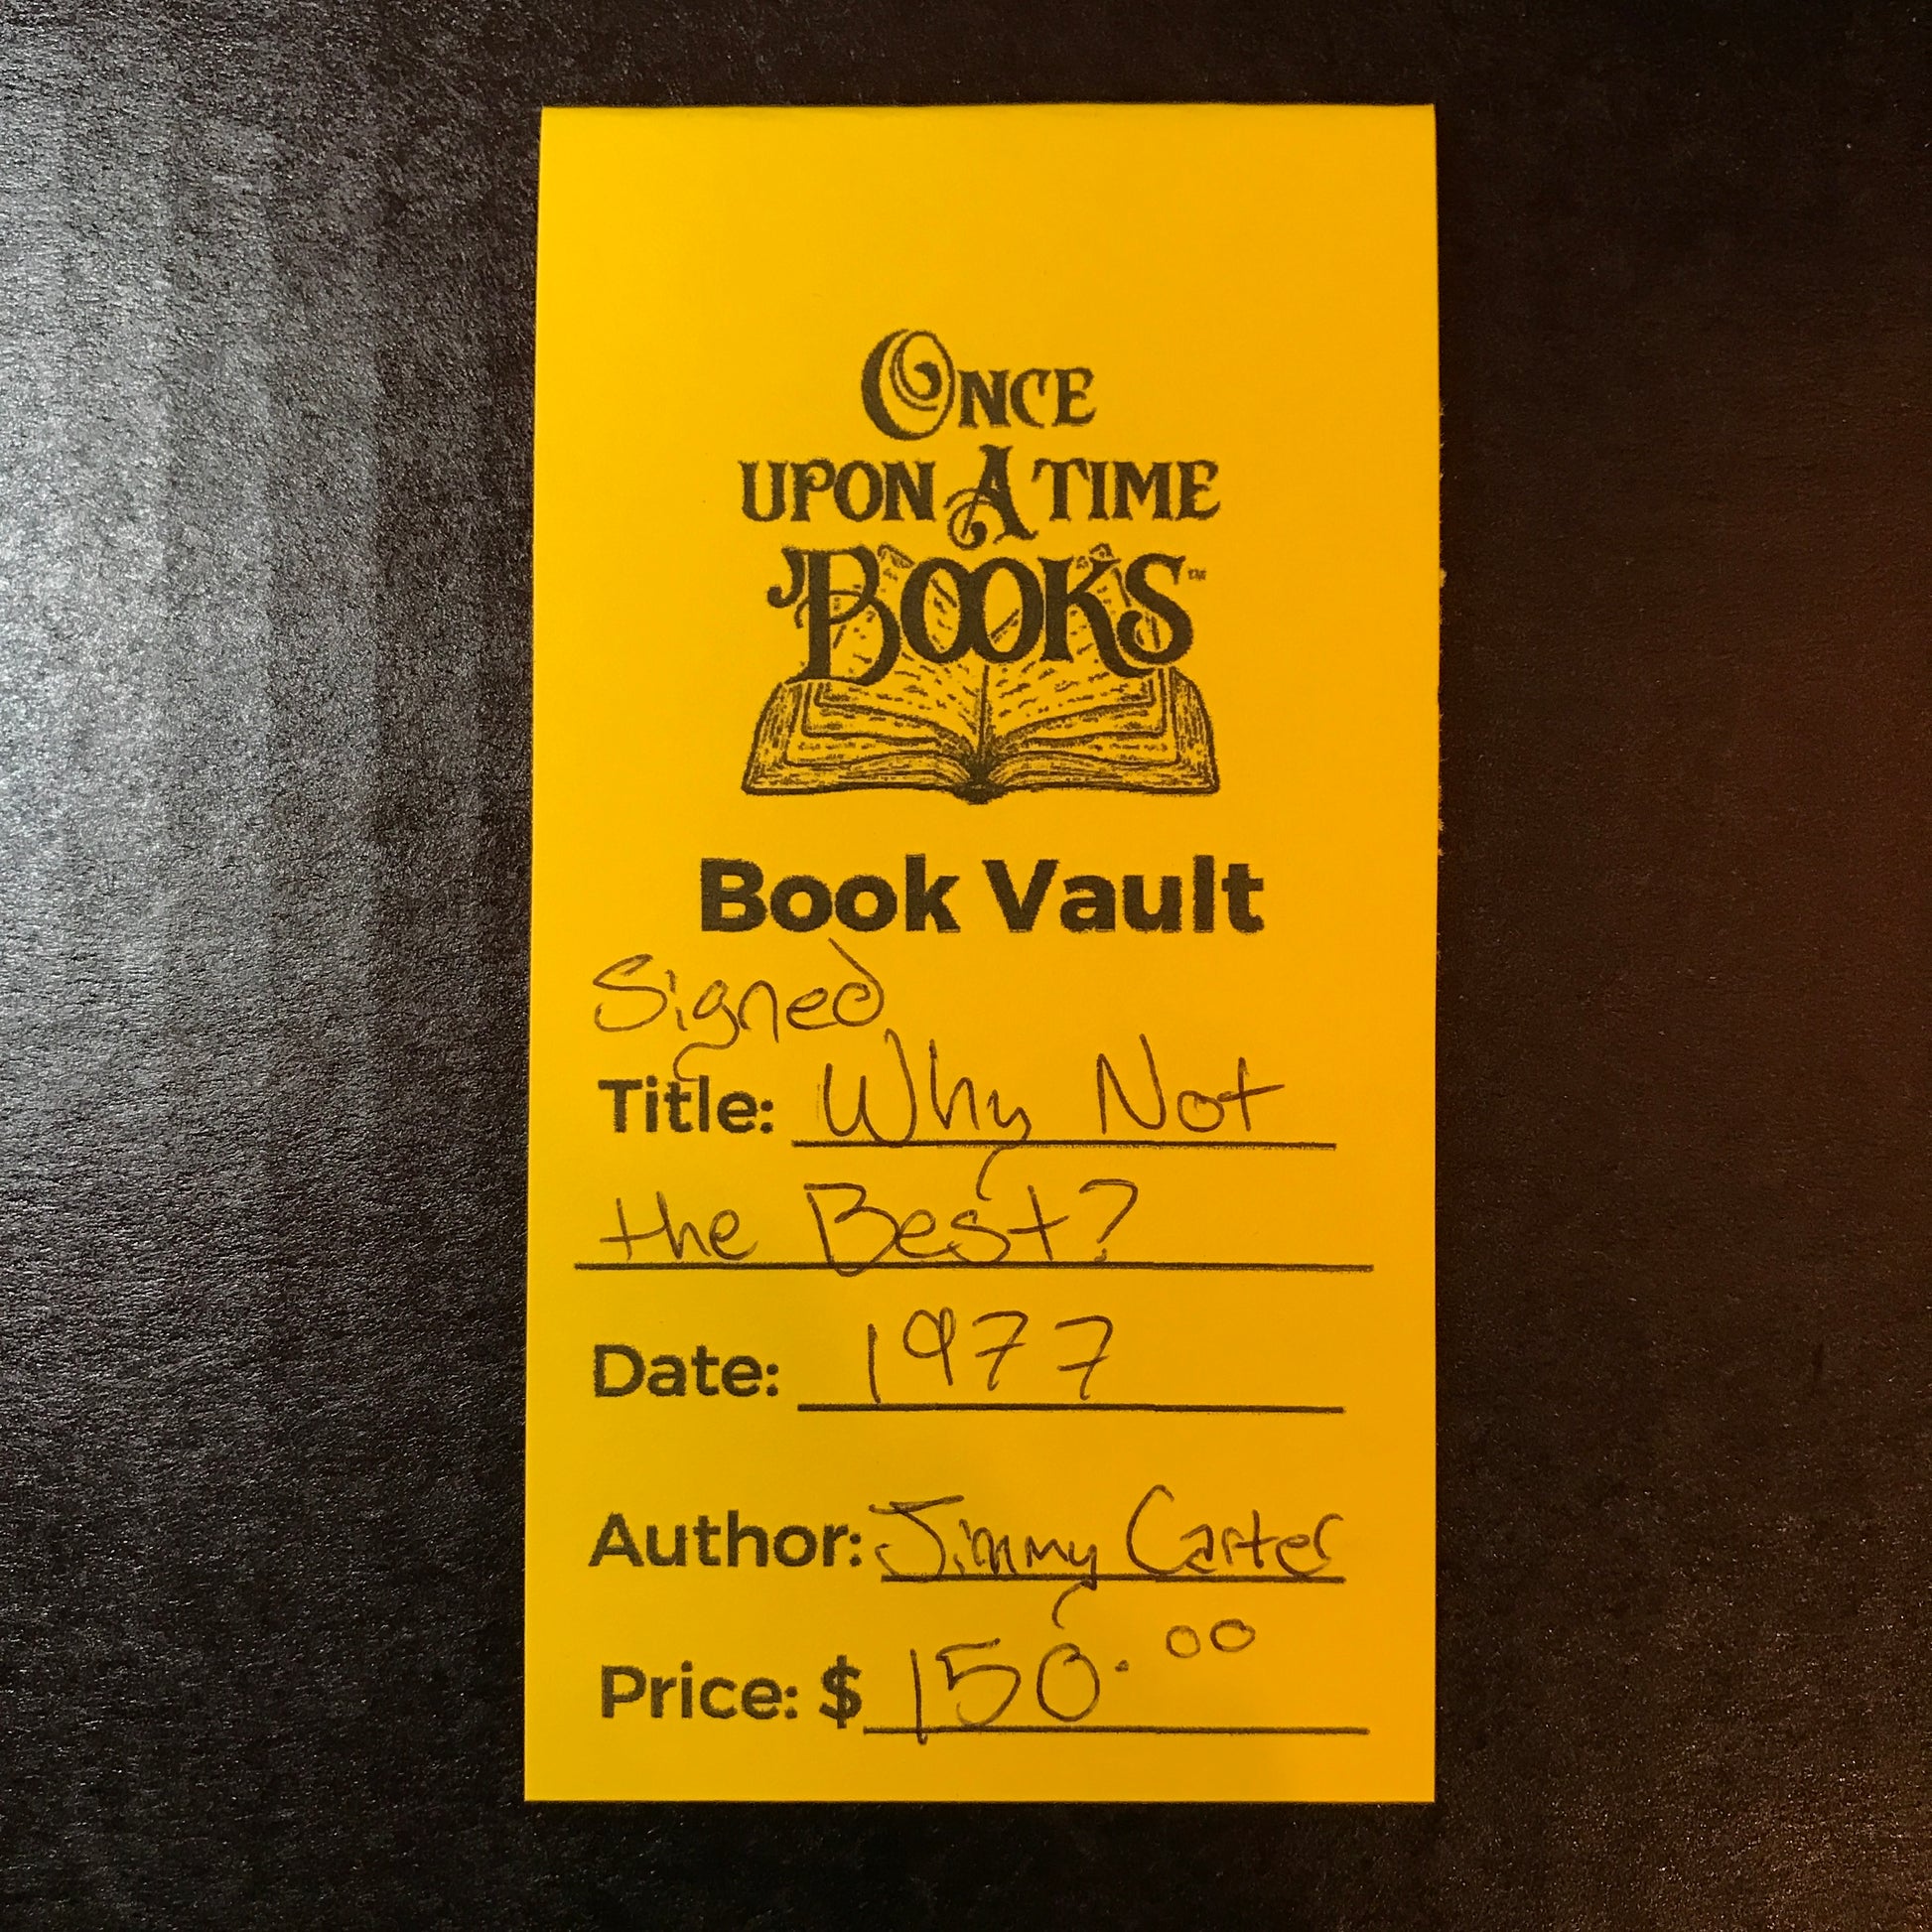 ONCE
UPON A TIME
BOOKS™
Book Vault
Signed
Title: Why Not
the Best?
Date: 1977
Author: Jimmy Carter
Price: $ 150.00